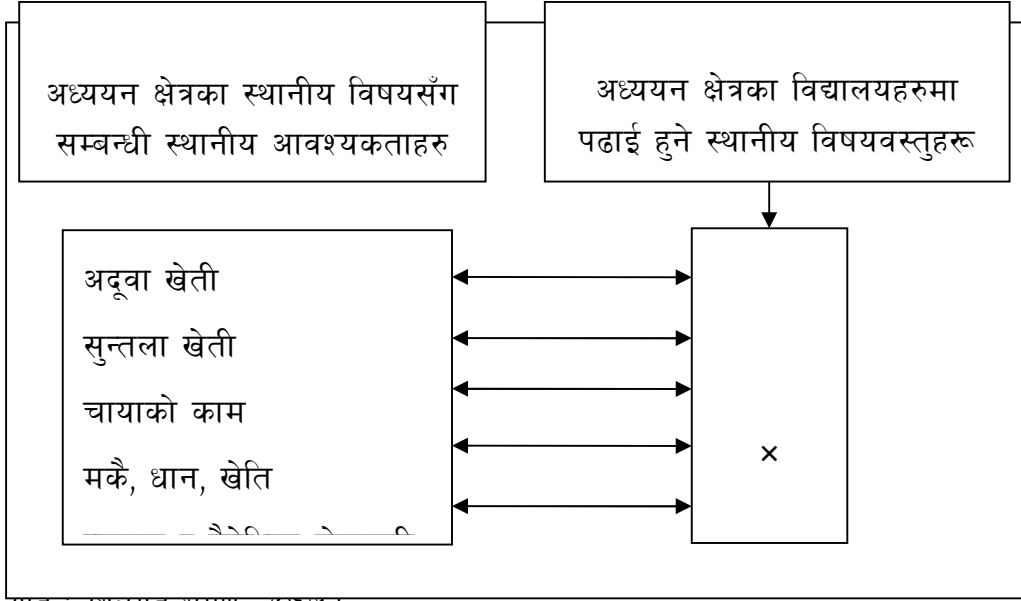 अध्ययन क्षेत्रका स्थानीय विषयसँग
सम्बन्धी स्थानीय आवश्यकताहरु
अध्ययन क्षेत्रका विद्यालयहरुमा
पढाई हुने स्थानीय विषयवस्तुहरू
अदूवा खेती
सुन्तला खेती
चायाको काम
मकै, धान, खेति
×